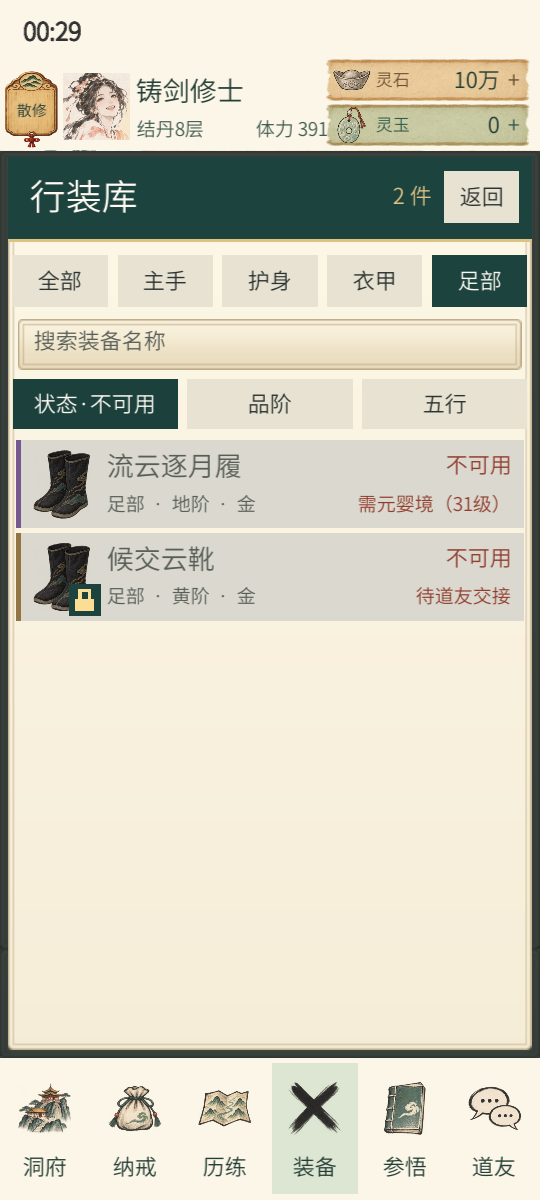 00:29
散修
铸剑修士
结丹8层
体力 391
灵石 10万 +
灵玉 0 +
行装库
2 件
返回
全部
主手
护身
衣甲
足部
搜索装备名称
状态·不可用
品阶
五行
流云逐月履
不可用
足部 · 地阶 · 金
需元婴境（31级）
候交云靴
不可用
足部 · 黄阶 · 金
待道友交接
洞府
纳戒
历练
装备
参悟
道友